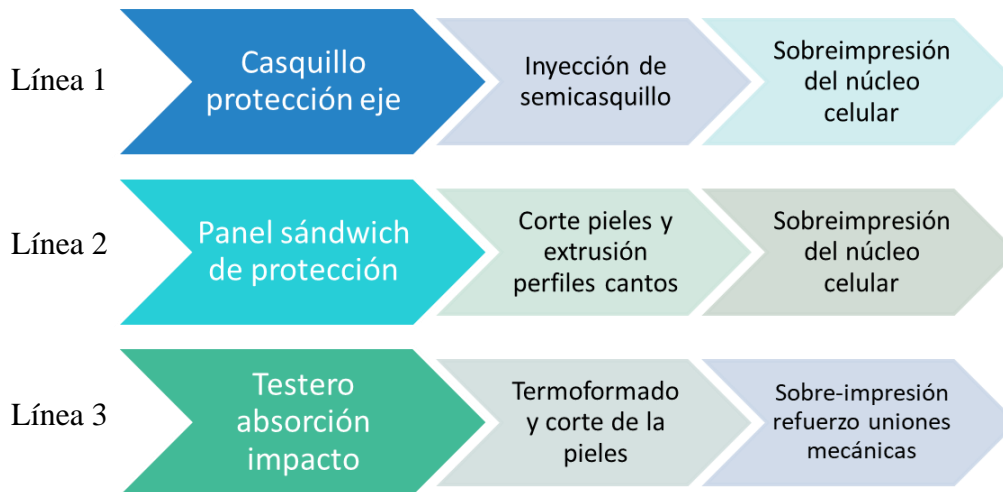 Línea 1
Casquillo
protección eje
Inyección de
semicasquillo
Sobreimpresión
del núcleo
celular
Línea 2
Panel sándwich
de protección
Corte pieles y
extrusión
perfiles cantos
Sobreimpresión
del núcleo
celular
Línea 3
Testero
absorción
impacto
Termoformado
y corte de la
pieles
Sobre-impresión
refuerzo uniones
mecánicas